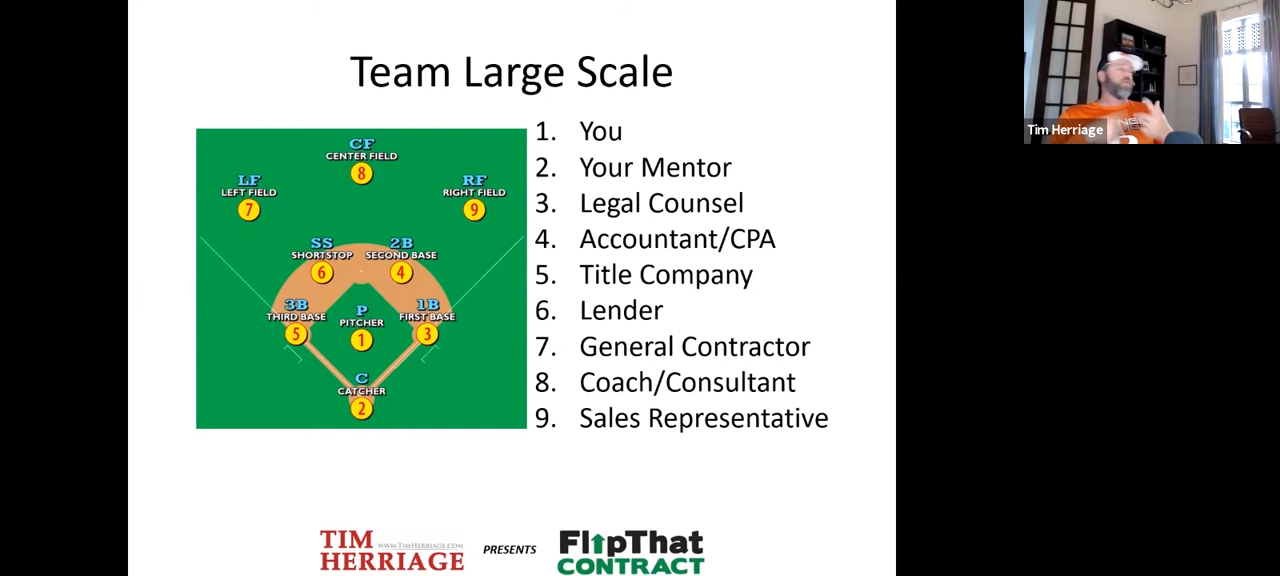 Team Large Scale
CF
CENTER FIELD
8
LF
LEFT FIELD
7
RF
RIGHT FIELD
9
SS
SHORTSTOP
6
2B
SECOND BASE
4
3B
THIRD BASE
5
P
PITCHER
1
1B
FIRST BASE
3
C
CATCHER
2
1. You
2. Your Mentor
3. Legal Counsel
4. Accountant/CPA
5. Title Company
6. Lender
7. General Contractor
8. Coach/Consultant
9. Sales Representative
TIM WWW.TIMHERRIAGE.COM
HERRIAGE
PRESENTS
FlipThat
CONTRACT
Tim Herriage